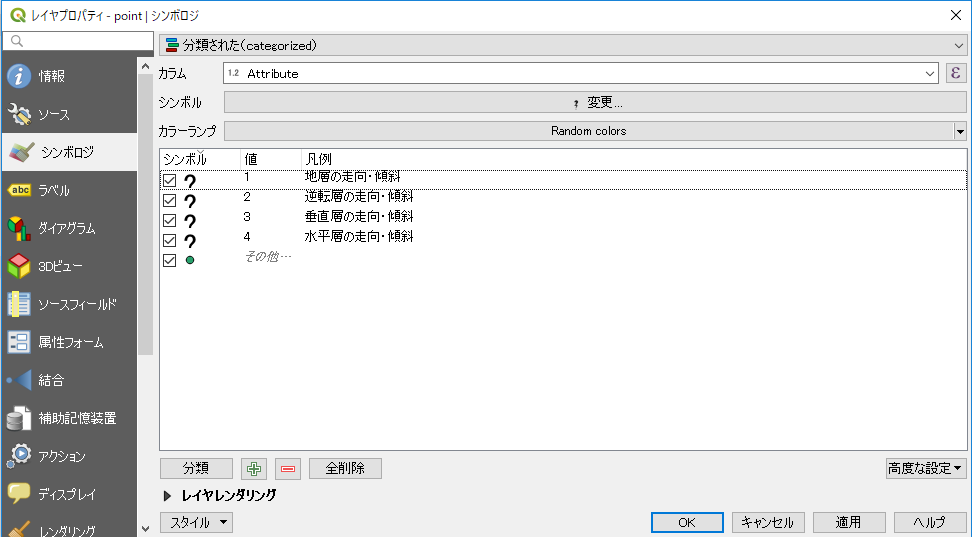 レイヤプロパティ - point | シンボロジ
分類された(categorized)
情報
ソース
シンボロジ
abc ラベル
ダイアグラム
3Dビュー
ソースフィールド
属性フォーム
結合
補助記憶装置
アクション
ディスプレイ
レンダリング
カラム 1.2 Attribute ε
シンボル ? 変更...
カラーランプ Random colors
シンボル 値 凡例
? 1 地層の走向・傾斜
? 2 逆転層の走向・傾斜
? 3 垂直層の走向・傾斜
? 4 水平層の走向・傾斜
その他…
分類 全削除 高度な設定
レイヤレンダリング
スタイル OK キャンセル 適用 ヘルプ